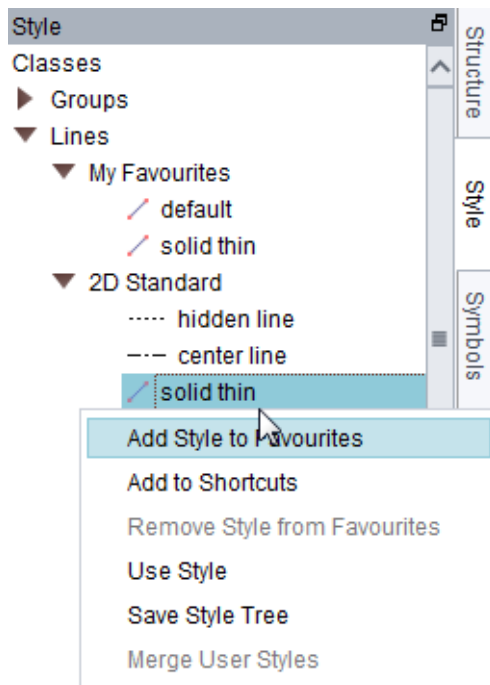 Style
Classes
Groups
Lines
My Favourites
default
solid thin
2D Standard
hidden line
center line
solid thin
Add Style to Favourites
Add to Shortcuts
Remove Style from Favourites
Use Style
Save Style Tree
Merge User Styles
Structure
Style
Symbols